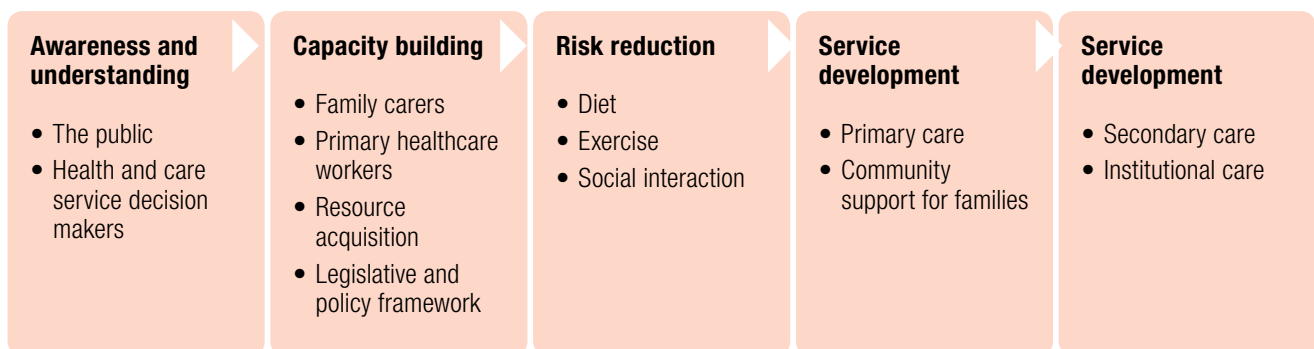 Awareness and
understanding
• The public
• Health and care
service decision
makers
Capacity building
• Family carers
• Primary healthcare
workers
• Resource
acquisition
• Legislative and
policy framework
Risk reduction
• Diet
• Exercise
• Social interaction
Service
development
• Primary care
• Community
support for families
Service
development
• Secondary care
• Institutional care